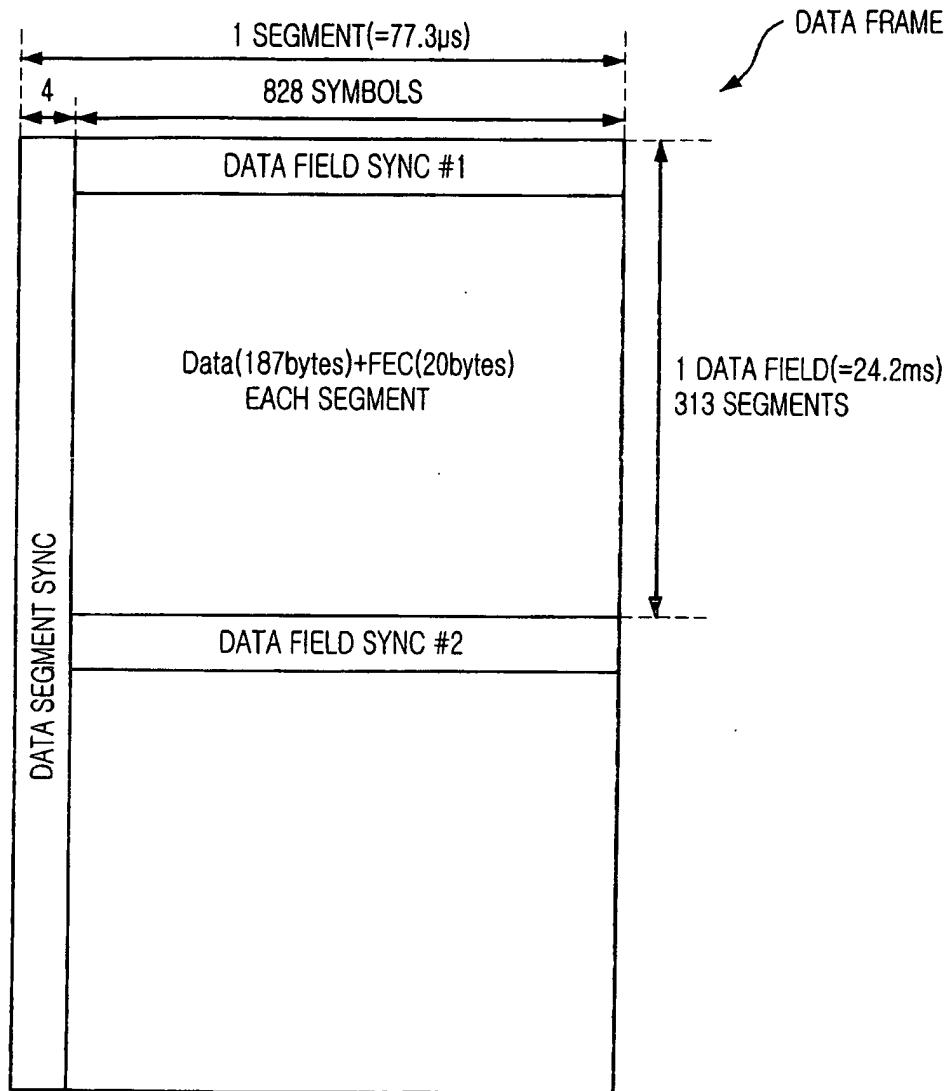 DATA FRAME
1 SEGMENT(=77.3µs)
4
828 SYMBOLS
DATA FIELD SYNC #1
Data(187bytes)+FEC(20bytes)
EACH SEGMENT
1 DATA FIELD(=24.2ms)
313 SEGMENTS
DATA SEGMENT SYNC
DATA FIELD SYNC #2